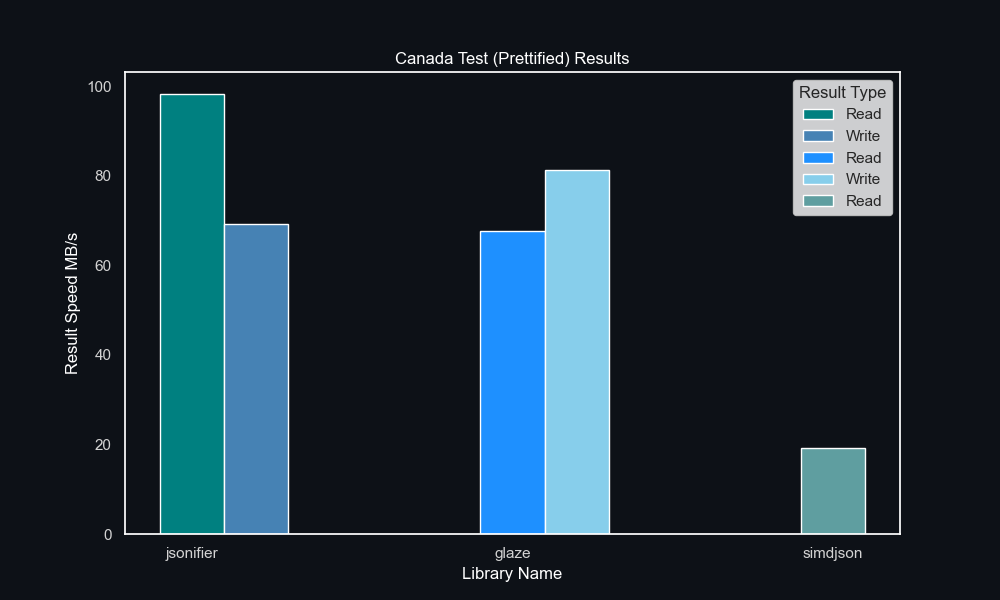 Canada Test (Prettified) Results
Result Type
Read
Write
Read
Write
Read
Result Speed MB/s
100
80
60
40
20
0
jsonifier
glaze
simdjson
Library Name